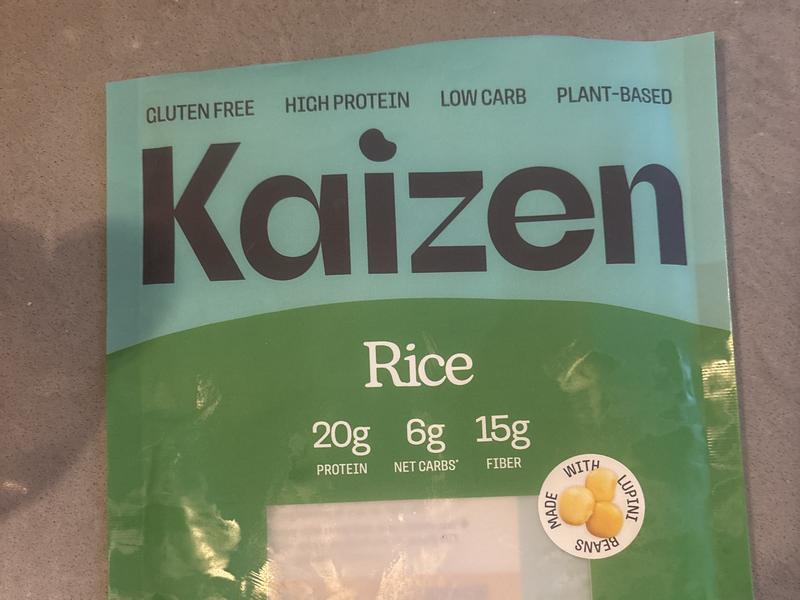 GLUTEN FREE HIGH PROTEIN LOW CARB PLANT-BASED
Kaizen
Rice
20g 6g 15g
PROTEIN NET CARBS* FIBER
MADE WITH LUPINI BEANS